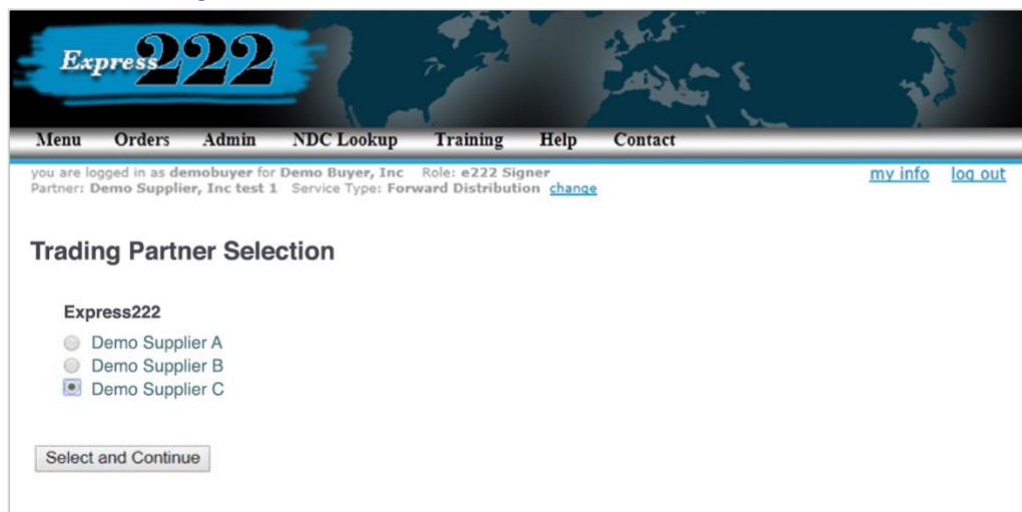 Express 222
Menu Orders Admin NDC Lookup Training Help Contact
you are logged in as demobuyer for Demo Buyer, Inc Role: e222 Signer
Partner: Demo Supplier, Inc test 1 Service Type: Forward Distribution change
my info log out
Trading Partner Selection
Express222
Demo Supplier A
Demo Supplier B
Demo Supplier C
Select and Continue